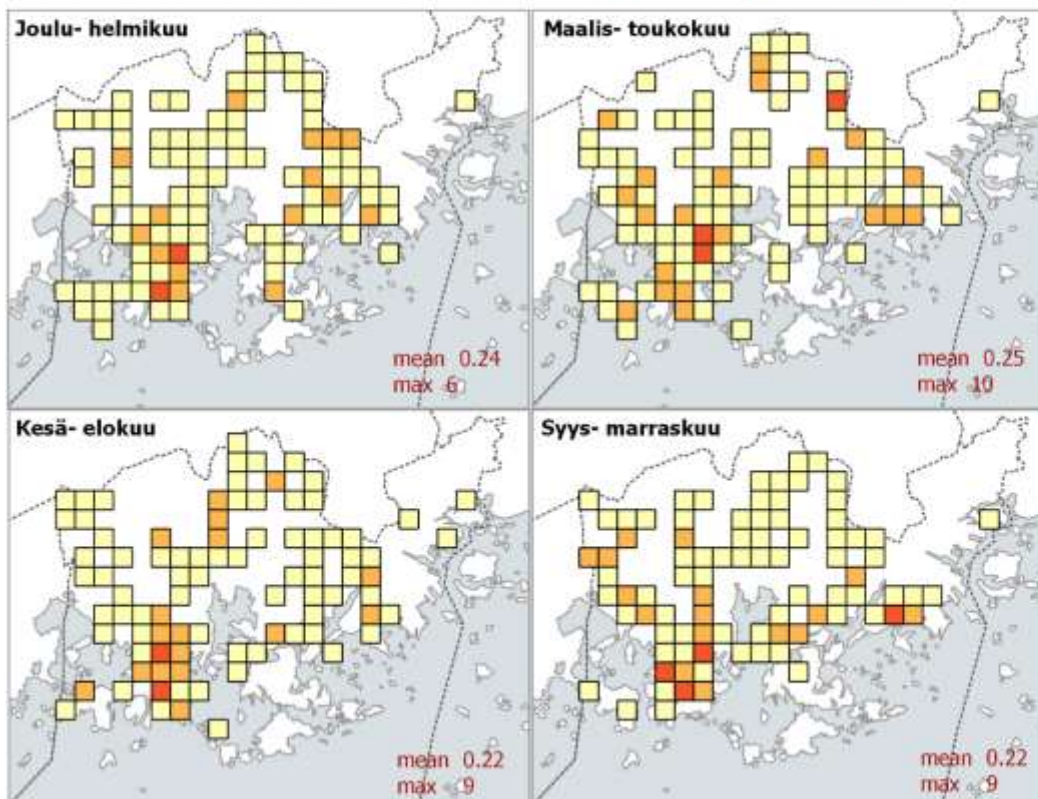 Joulu- helmikuu
mean 0.24
max 6
Maalis- toukokuu
mean 0.25
max 10
Kesä- elokuu
mean 0.22
max 9
Syys- marraskuu
mean 0.22
max 9